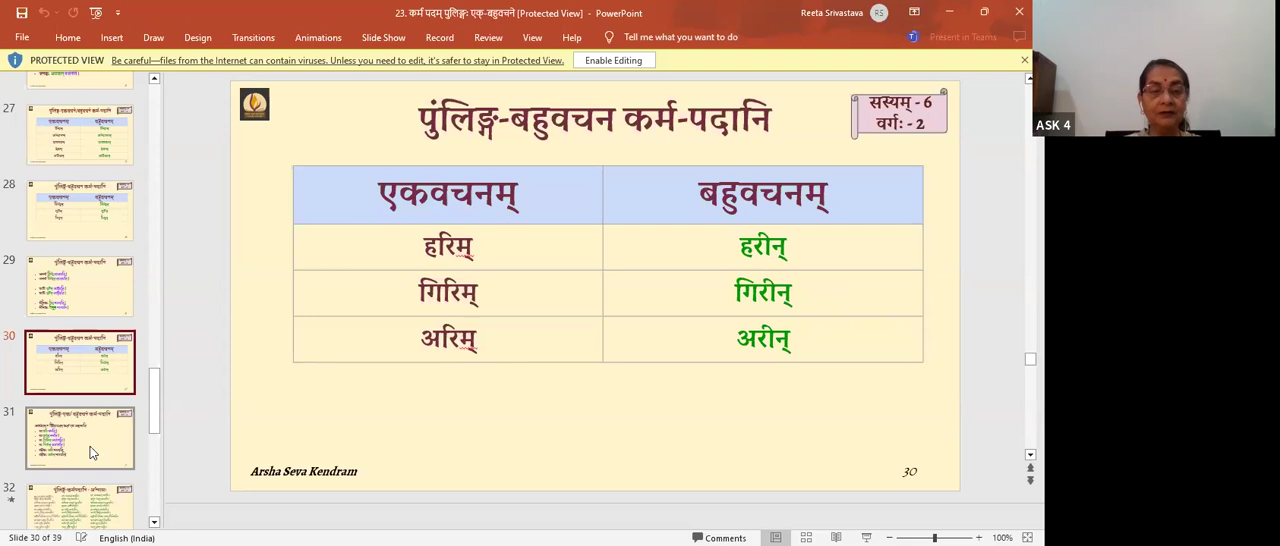 23. कर्म पदम् पुलिङ्गः एक-बहुवचने [Protected View] - PowerPoint
Reeta Srivastava RS
File Home Insert Draw Design Transitions Animations Slide Show Record Review View Help Tell me what you want to do Present in Teams
PROTECTED VIEW Be careful—files from the Internet can contain viruses. Unless you need to edit, it's safer to stay in Protected View. Enable Editing
27
28
29
30
31
32
पुंलिङ्ग-बहुवचन कर्म-पदानि
सस्यम् - 6
वर्गः - 2
एकवचनम् बहुवचनम्
हरिम् हरीन्
गिरिम् गिरीन्
अरिम् अरीन्
Arsha Seva Kendram 30
ASK 4
Slide 30 of 39 English (India) Comments 100%